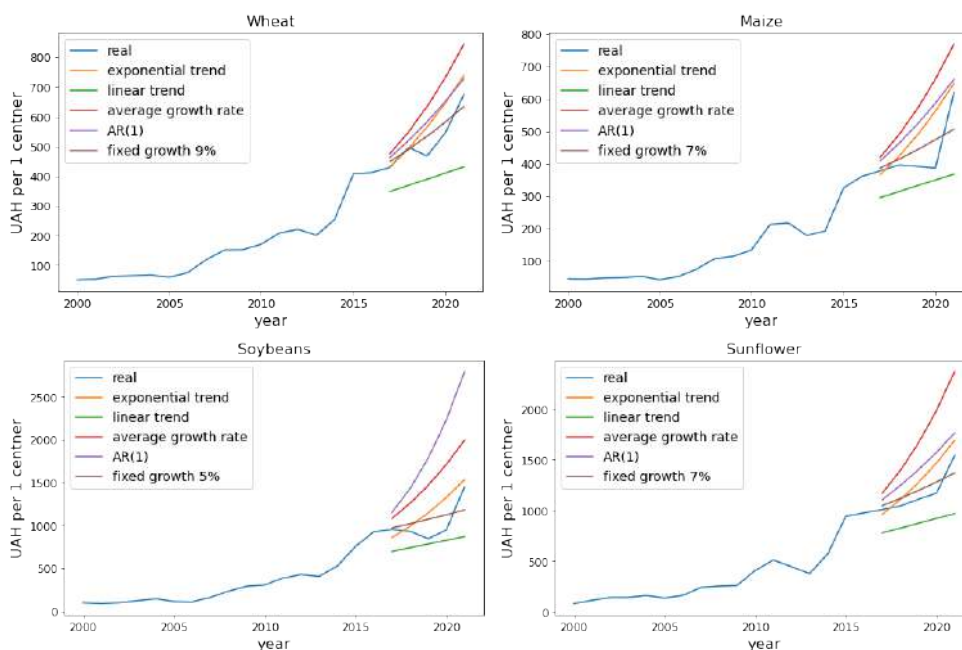 Wheat
800
700
600
500
400
300
200
100
UAH per 1 centner
real
exponential trend
linear trend
average growth rate
AR(1)
fixed growth 9%
2000
2005
2010
2015
2020
year
Maize
800
700
600
500
400
300
200
100
UAH per 1 centner
real
exponential trend
linear trend
average growth rate
AR(1)
fixed growth 7%
2000
2005
2010
2015
2020
year
Soybeans
2500
2000
1500
1000
500
0
UAH per 1 centner
real
exponential trend
linear trend
average growth rate
AR(1)
fixed growth 5%
2000
2005
2010
2015
2020
year
Sunflower
2000
1500
1000
500
0
UAH per 1 centner
real
exponential trend
linear trend
average growth rate
AR(1)
fixed growth 7%
2000
2005
2010
2015
2020
year